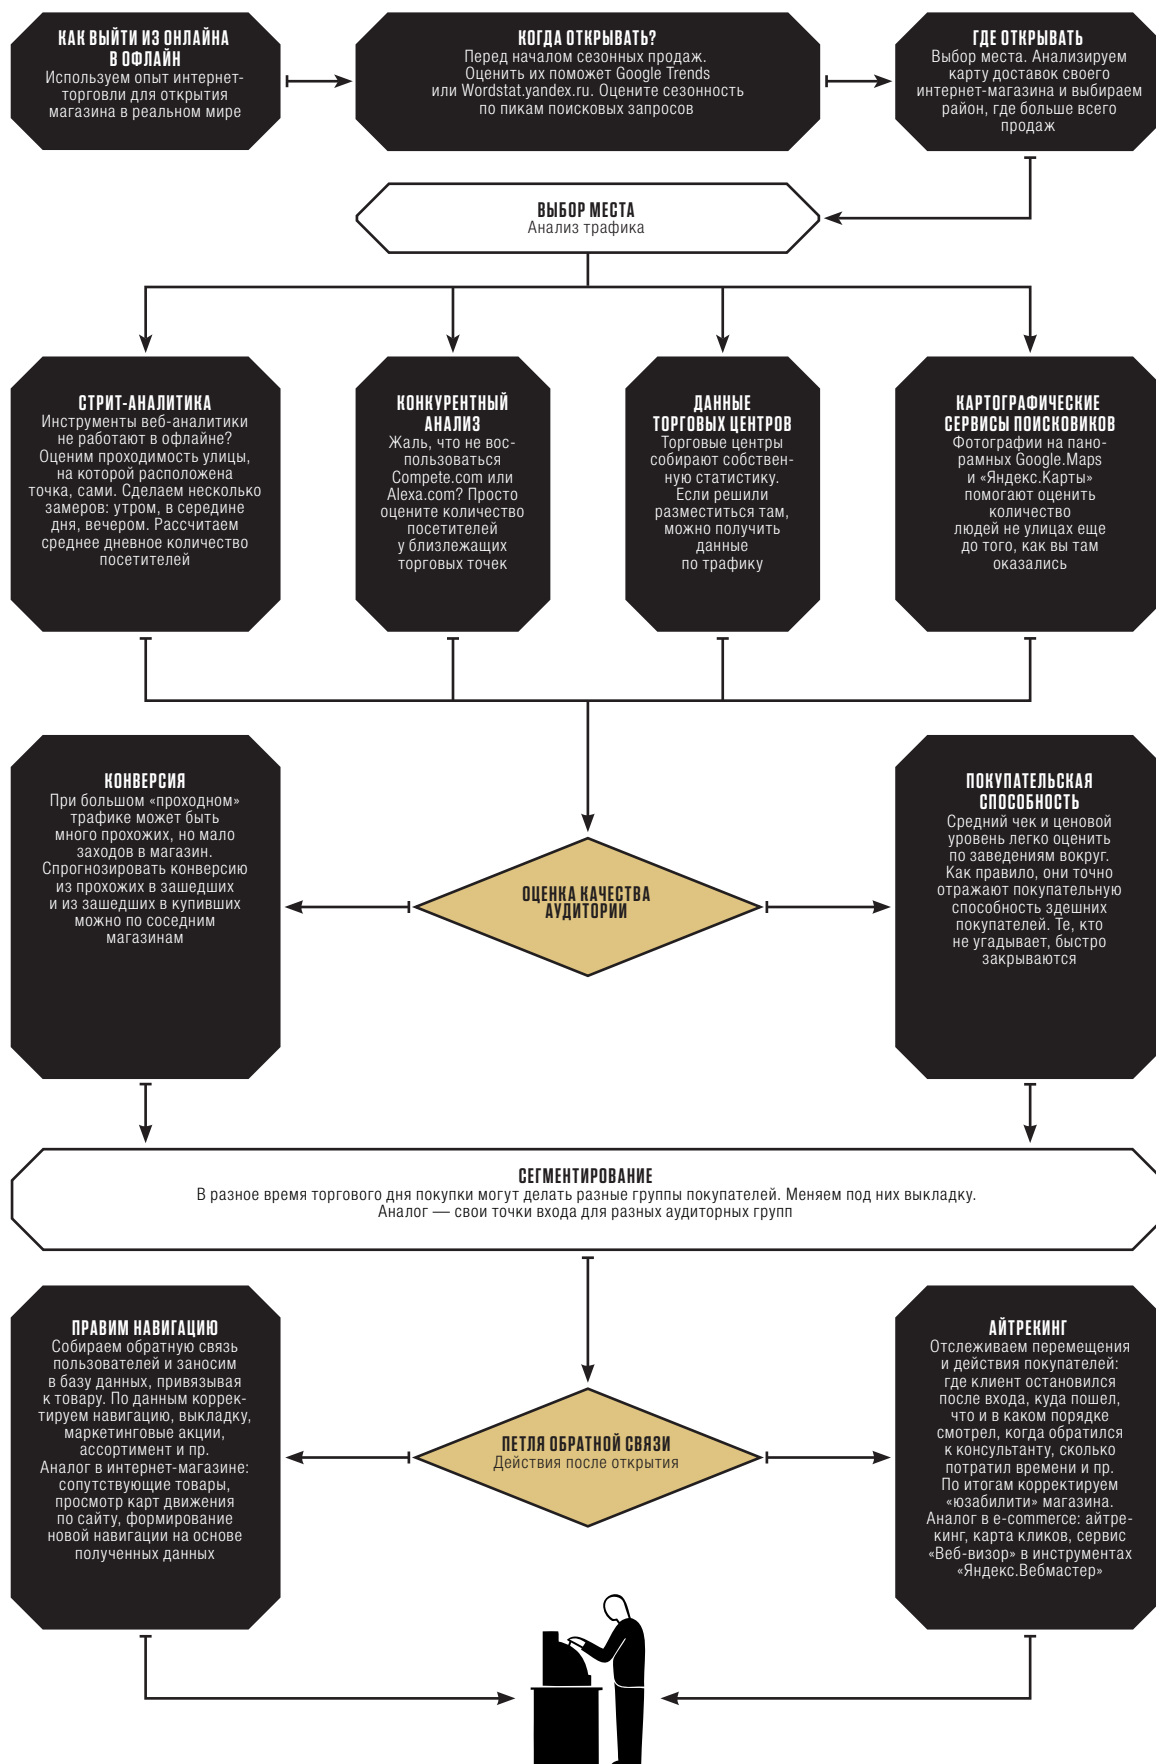 КАК ВЫЙТИ ИЗ ОНЛАЙНА
В ОФЛАЙН
Используем опыт интернет-
торговли для открытия
магазина в реальном мире
КОГДА ОТКРЫВАТЬ?
Перед началом сезонных продаж.
Оценить их поможет Google Trends
или Wordstat.yandex.ru. Оцените сезонность
по пикам поисковых запросов
ГДЕ ОТКРЫВАТЬ
Выбор места. Анализируем
карту доставок своего
интернет-магазина и выбираем
район, где больше всего
продаж
ВЫБОР МЕСТА
Анализ трафика
СТРИТ-АНАЛИТИКА
Инструменты веб-аналитики
не работают в офлайне?
Оценим проходимость улицы,
на которой расположена
точка, сами. Сделаем несколько
замеров: утром, в середине
дня, вечером. Рассчитаем
среднее дневное количество
посетителей
КОНКУРЕНТНЫЙ
АНАЛИЗ
Жаль, что не вос-
пользоваться
Compete.com или
Alexa.com? Просто
оцените количество
посетителей
у близлежащих
торговых точек
ДАННЫЕ
ТОРГОВЫХ ЦЕНТРОВ
Торговые центры
собирают собствен-
ную статистику.
Если решили
разместиться там,
можно получить
данные
по трафику
КАРТОГРАФИЧЕСКИЕ
СЕРВИСЫ ПОИСКОВИКОВ
Фотографии на пано-
рамных Google.Maps
и «Яндекс.Карты»
помогают оценить
количество
людей не улицах еще
до того, как вы там
оказались
КОНВЕРСИЯ
При большом «проходном»
трафике может быть
много прохожих, но мало
заходов в магазин.
Спрогнозировать конверсию
из прохожих в зашедших
и из зашедших в купивших
можно по соседним
магазинам
ОЦЕНКА КАЧЕСТВА
АУДИТОРИИ
ПОКУПАТЕЛЬСКАЯ
СПОСОБНОСТЬ
Средний чек и ценовой
уровень легко оценить
по заведениям вокруг.
Как правило, они точно
отражают покупательную
способность здешних
покупателей. Те, кто
не угадывает, быстро
закрываются
СЕГМЕНТИРОВАНИЕ
В разное время торгового дня покупки могут делать разные группы покупателей. Меняем под них выкладку.
Аналог — свои точки входа для разных аудиторных групп
ПРАВИМ НАВИГАЦИЮ
Собираем обратную связь
пользователей и заносим
в базу данных, привязывая
к товару. По данным коррек-
тируем навигацию, выкладку,
маркетинговые акции,
ассортимент и пр.
Аналог в интернет-магазине:
сопутствующие товары,
просмотр карт движения
по сайту, формирование
новой навигации на основе
полученных данных
ПЕТЛЯ ОБРАТНОЙ СВЯЗИ
Действия после открытия
АЙТРЕКИНГ
Отслеживаем перемещения
и действия покупателей:
где клиент остановился
после входа, куда пошел,
что и в каком порядке
смотрел, когда обратился
к консультанту, сколько
потратил времени и пр.
По итогам корректируем
«юзабилити» магазина.
Аналог в e-commerce: айтре-
кинг, карта кликов, сервис
«Веб-визор» в инструментах
«Яндекс.Вебмастер»